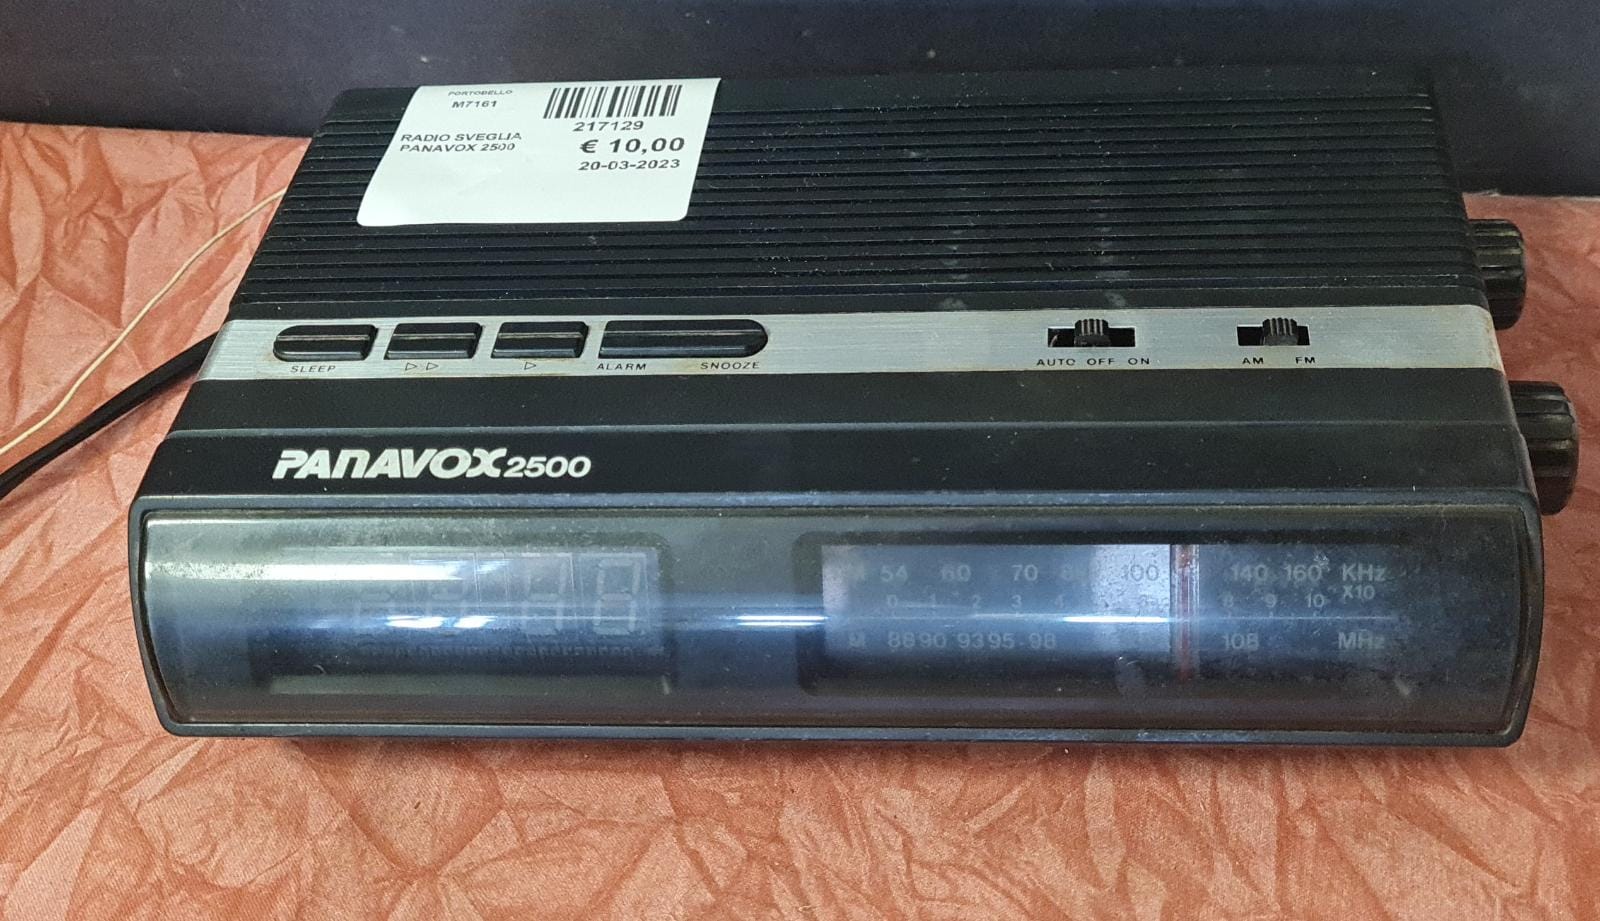 PORTOBELLO
M7161
217129
RADIO SVEGLIA
PANAVOX 2500
€ 10,00
20-03-2023
SLEEP ▷▷ ▷ ALARM SNOOZE
AUTO OFF ON
AM FM
PANAVOX 2500
54 60 70 100 140 160 KHz
X10
0 1 2 3 4 8 9 10
88 90 93 95 98 108 MHz